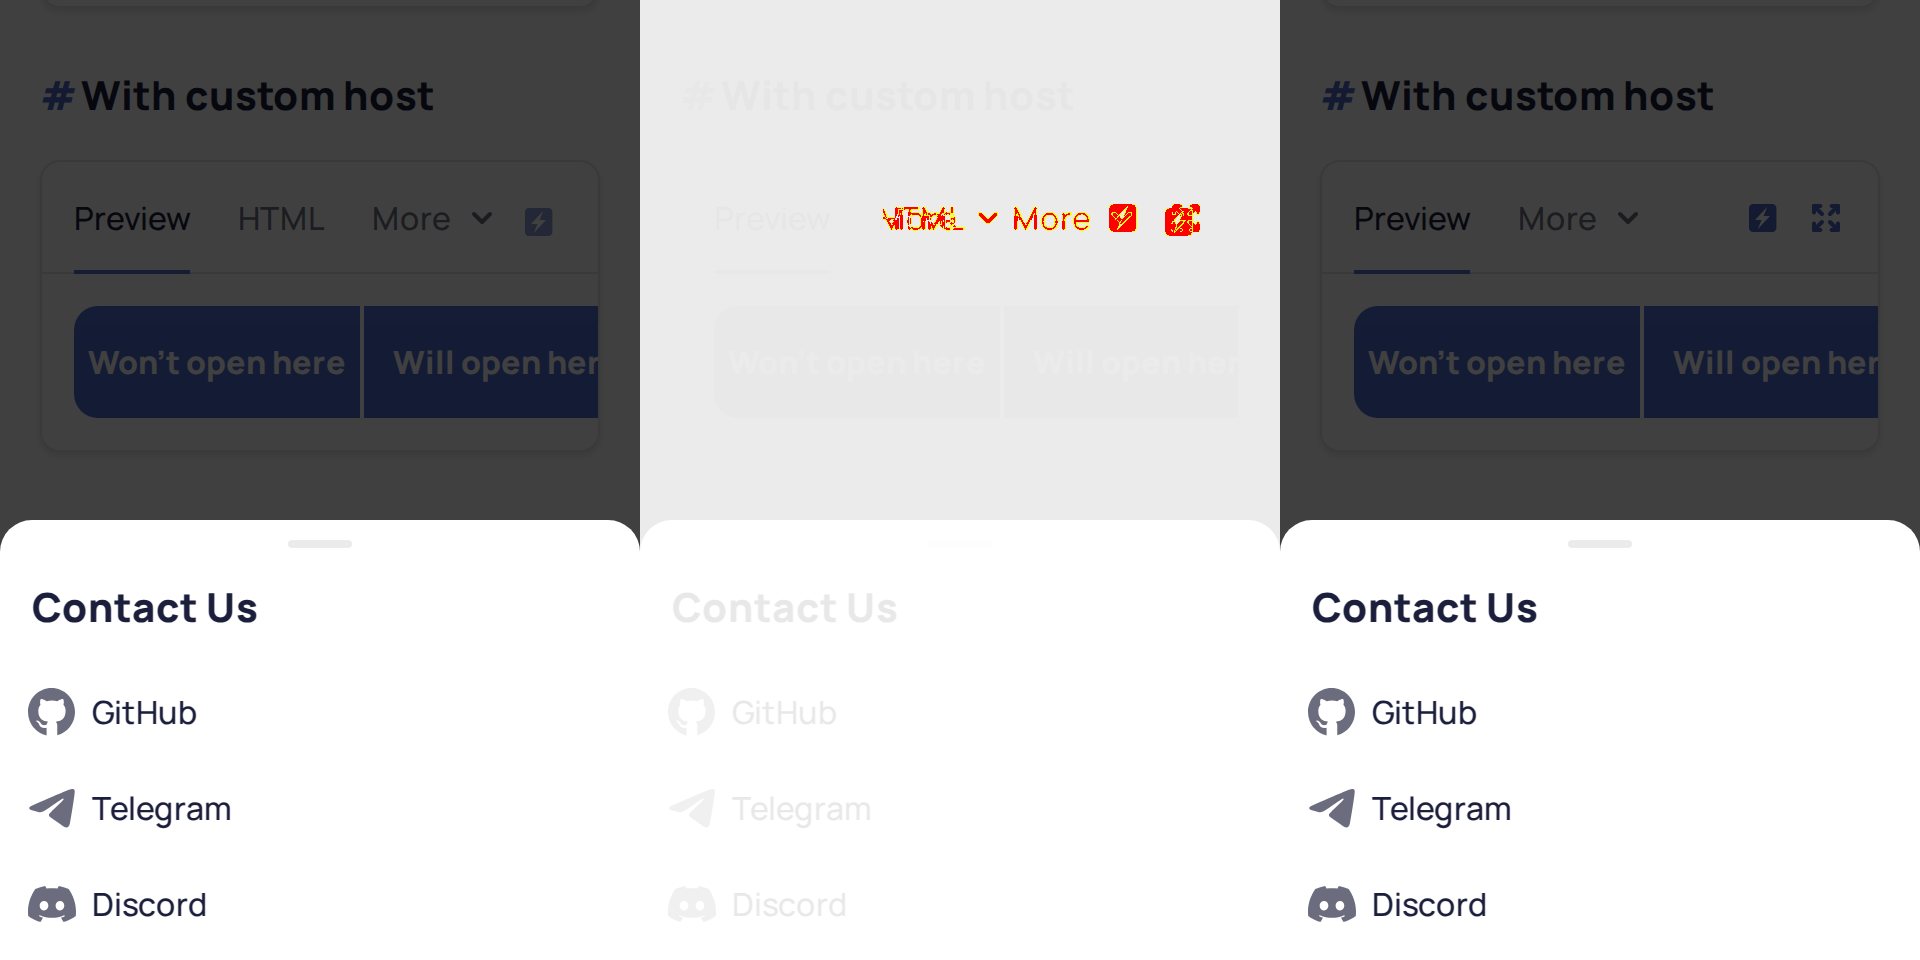 # With custom host
Preview HTML More
Won't open here Will open her
Contact Us
GitHub
Telegram
Discord
# With custom host
Preview More
Won't open here Will open her
Contact Us
GitHub
Telegram
Discord
# With custom host
Preview More
Won't open here Will open her
Contact Us
GitHub
Telegram
Discord